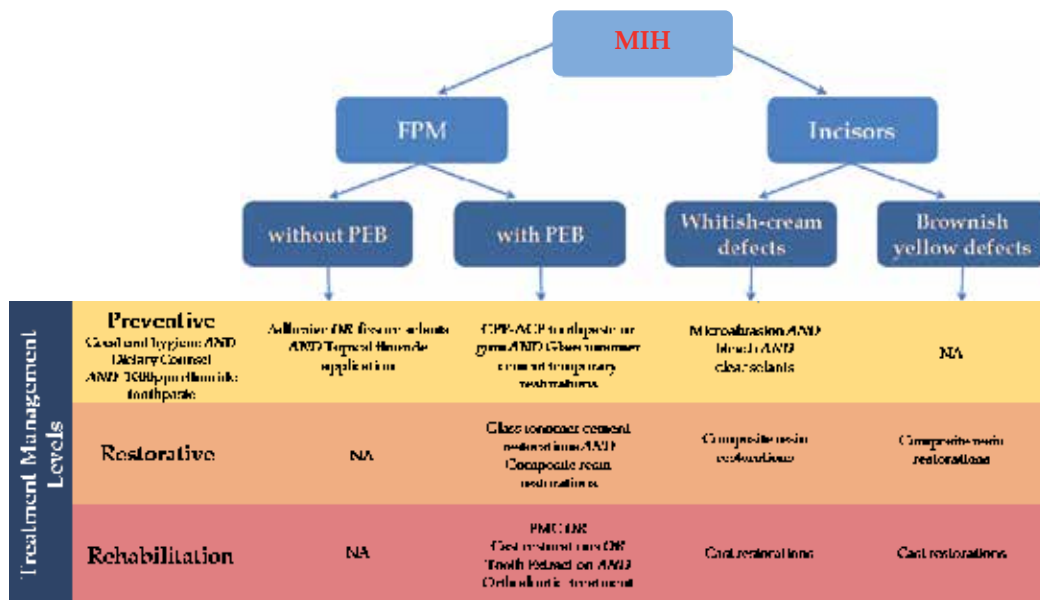 MIH
FPM
Incisors
without PEB
with PEB
Whitish-cream
defects
Brownish
yellow defects
Treatment Management
Levels
Preventive
Good oral hygiene AND
Dietary Counsel
AND fluoride
toothpaste
Adhesive OR fissure selants
AND Topical fluoride
application
CPP-ACP toothpaste or
gum AND Glass ionomer
cement temporary
restorations
Microabrasion AND
bleach AND
clear selants
NA
Restorative
NA
Glass ionomer cement
restorations AND
Composite resin
restorations
Composite resin
restorations
Composite resin
restorations
Rehabilitation
NA
PMC OR
Cast restorations OR
Tooth Extraction AND
Orthodontic treatment
Cast restorations
Cast restorations